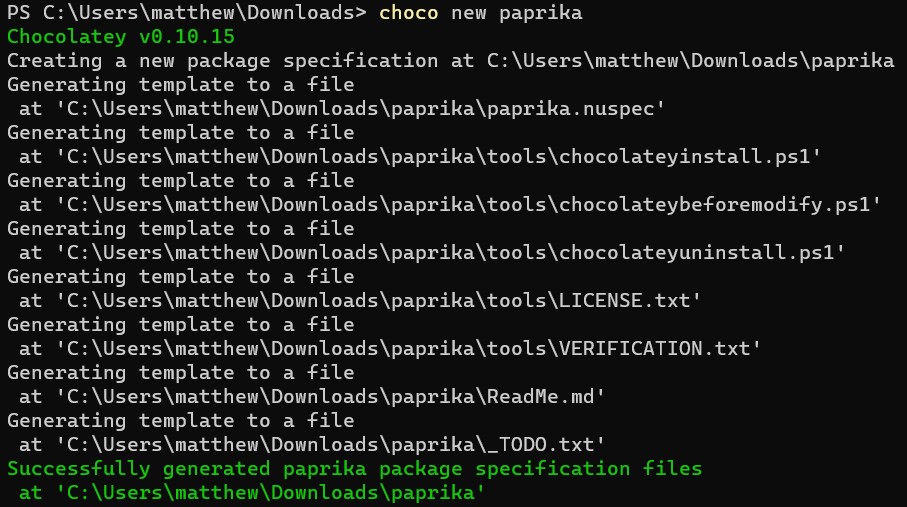 PS C:\Users\matthew\Downloads> choco new paprika
Chocolatey v0.10.15
Creating a new package specification at C:\Users\matthew\Downloads\paprika
Generating template to a file
 at 'C:\Users\matthew\Downloads\paprika\paprika.nuspec'
Generating template to a file
 at 'C:\Users\matthew\Downloads\paprika\tools\chocolateyinstall.ps1'
Generating template to a file
 at 'C:\Users\matthew\Downloads\paprika\tools\chocolateybeforemodify.ps1'
Generating template to a file
 at 'C:\Users\matthew\Downloads\paprika\tools\chocolateyuninstall.ps1'
Generating template to a file
 at 'C:\Users\matthew\Downloads\paprika\tools\LICENSE.txt'
Generating template to a file
 at 'C:\Users\matthew\Downloads\paprika\tools\VERIFICATION.txt'
Generating template to a file
 at 'C:\Users\matthew\Downloads\paprika\ReadMe.md'
Generating template to a file
 at 'C:\Users\matthew\Downloads\paprika\_TODO.txt'
Successfully generated paprika package specification files
 at 'C:\Users\matthew\Downloads\paprika'